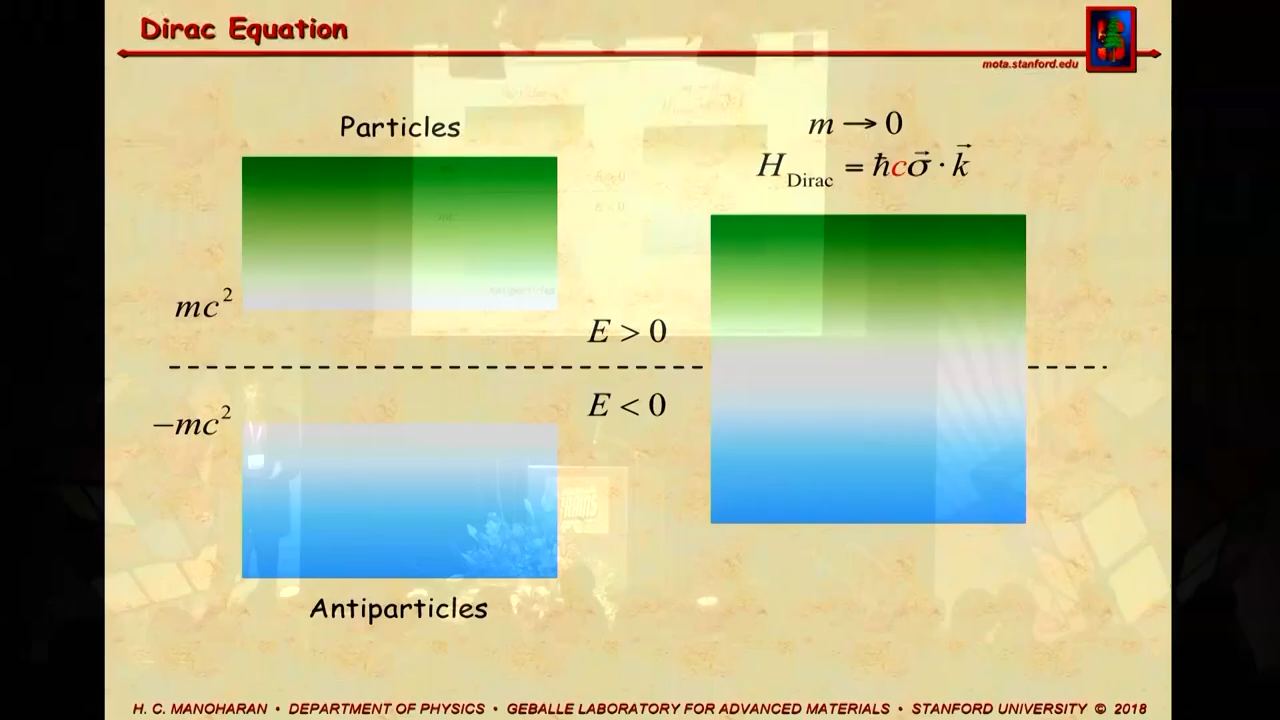 Dirac Equation
mota.stanford.edu
Particles
m → 0
H_Dirac = ħcσ⃗ · k⃗
mc²
E > 0
E < 0
−mc²
Antiparticles
H. C. MANOHARAN • DEPARTMENT OF PHYSICS • GEBALLE LABORATORY FOR ADVANCED MATERIALS • STANFORD UNIVERSITY © 2018